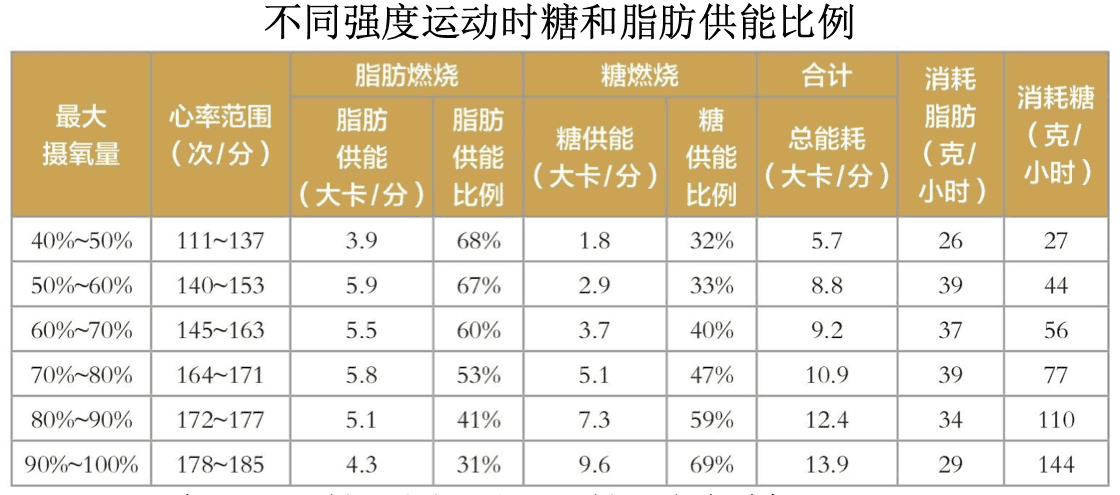 不同强度运动时糖和脂肪供能比例
最大
摄氧量
心率范围
（次/分）
脂肪燃烧
糖燃烧
合计
脂肪
供能
（大卡/分）
脂肪
供能
比例
糖供能
（大卡/分）
糖
供能
比例
总能耗
（大卡/分）
消耗
脂肪
（克/
小时）
消耗糖
（克/
小时）
40%~50% 111~137 3.9 68% 1.8 32% 5.7 26 27
50%~60% 140~153 5.9 67% 2.9 33% 8.8 39 44
60%~70% 145~163 5.5 60% 3.7 40% 9.2 37 56
70%~80% 164~171 5.8 53% 5.1 47% 10.9 39 77
80%~90% 172~177 5.1 41% 7.3 59% 12.4 34 110
90%~100% 178~185 4.3 31% 9.6 69% 13.9 29 144